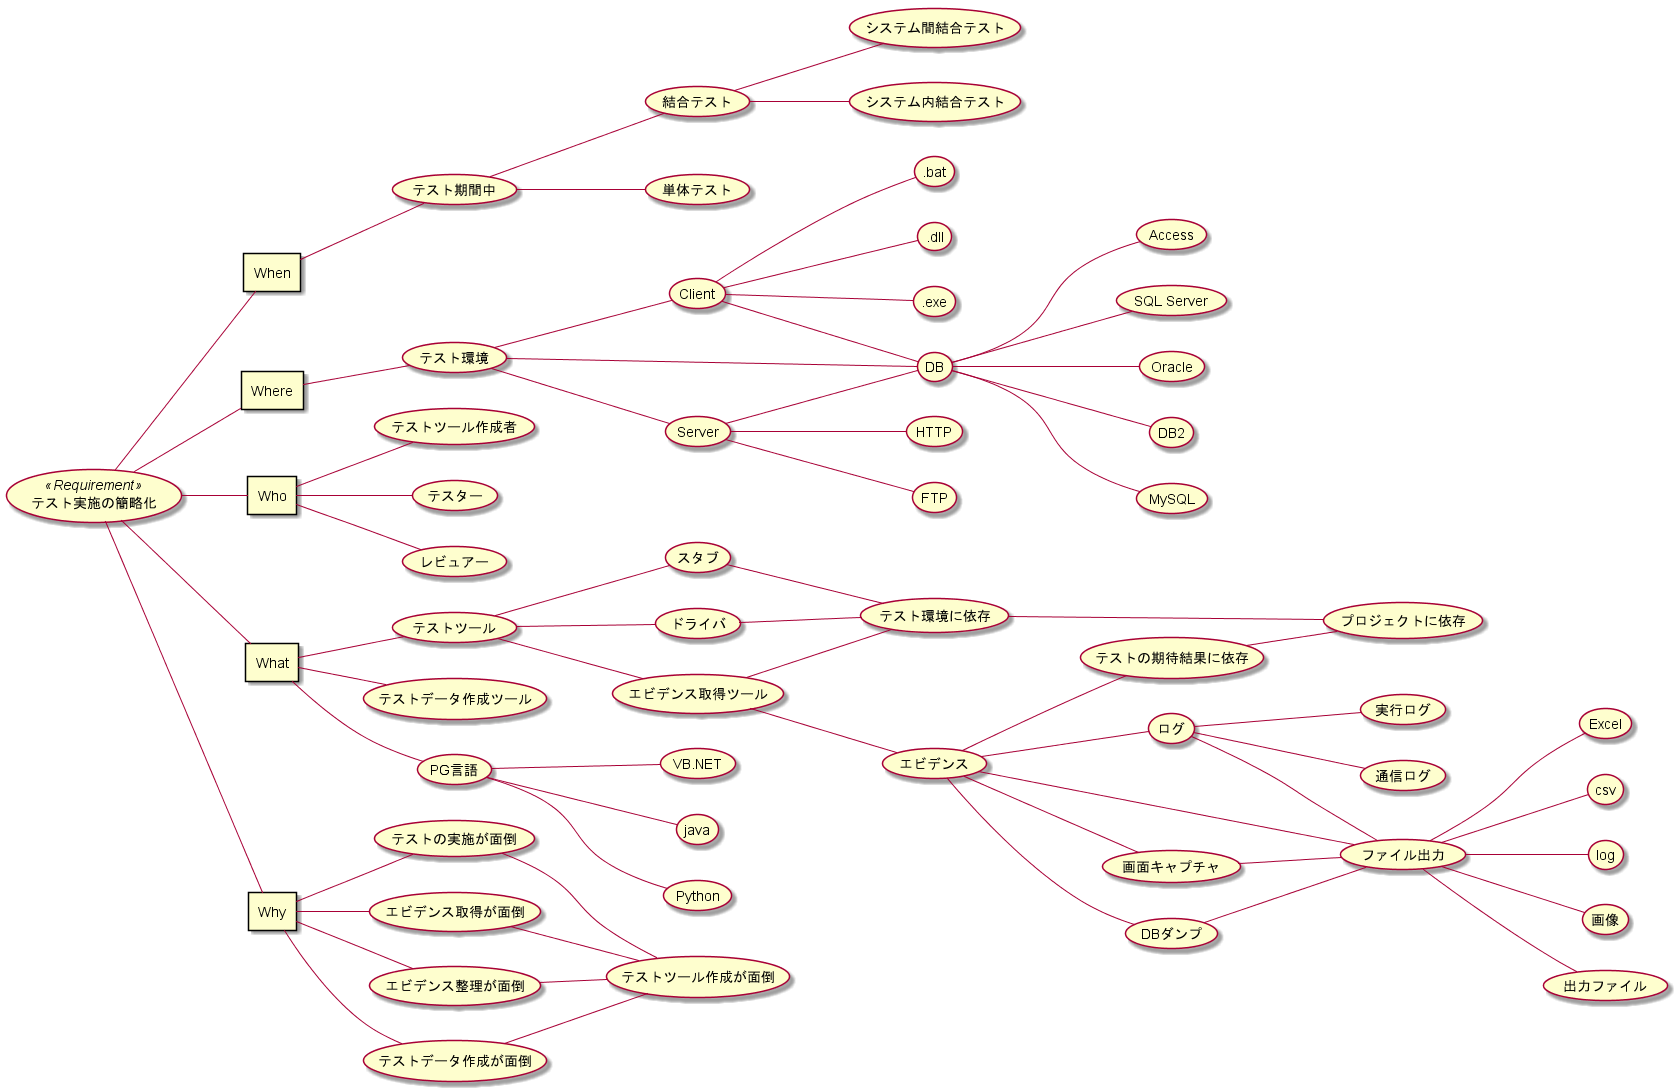 システム間結合テスト
結合テスト
システム内結合テスト
テスト期間中
単体テスト
When
.bat
.dll
Client
.exe
Access
SQL Server
Where
テスト環境
DB
Oracle
Server
HTTP
DB2
FTP
MySQL
« Requirement »
テスト実施の簡略化
Who
テストツール作成者
テスター
レビュアー
What
テストツール
スタブ
ドライバ
テスト環境に依存
プロジェクトに依存
テストの期待結果に依存
エビデンス取得ツール
テストデータ作成ツール
PG言語
VB.NET
java
Python
エビデンス
ログ
実行ログ
通信ログ
画面キャプチャ
DBダンプ
ファイル出力
Excel
csv
log
画像
出力ファイル
Why
テストの実施が面倒
エビデンス取得が面倒
エビデンス整理が面倒
テストツール作成が面倒
テストデータ作成が面倒